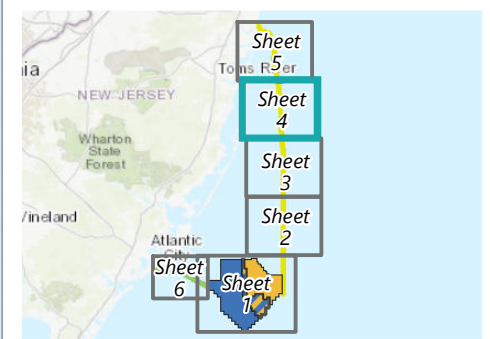 Sheet
5
ia
Toms River
NEW JERSEY
Sheet
4
Wharton
State
Forest
Sheet
3
Vineland
Sheet
2
Atlantic
City
Sheet
6
Sheet
1